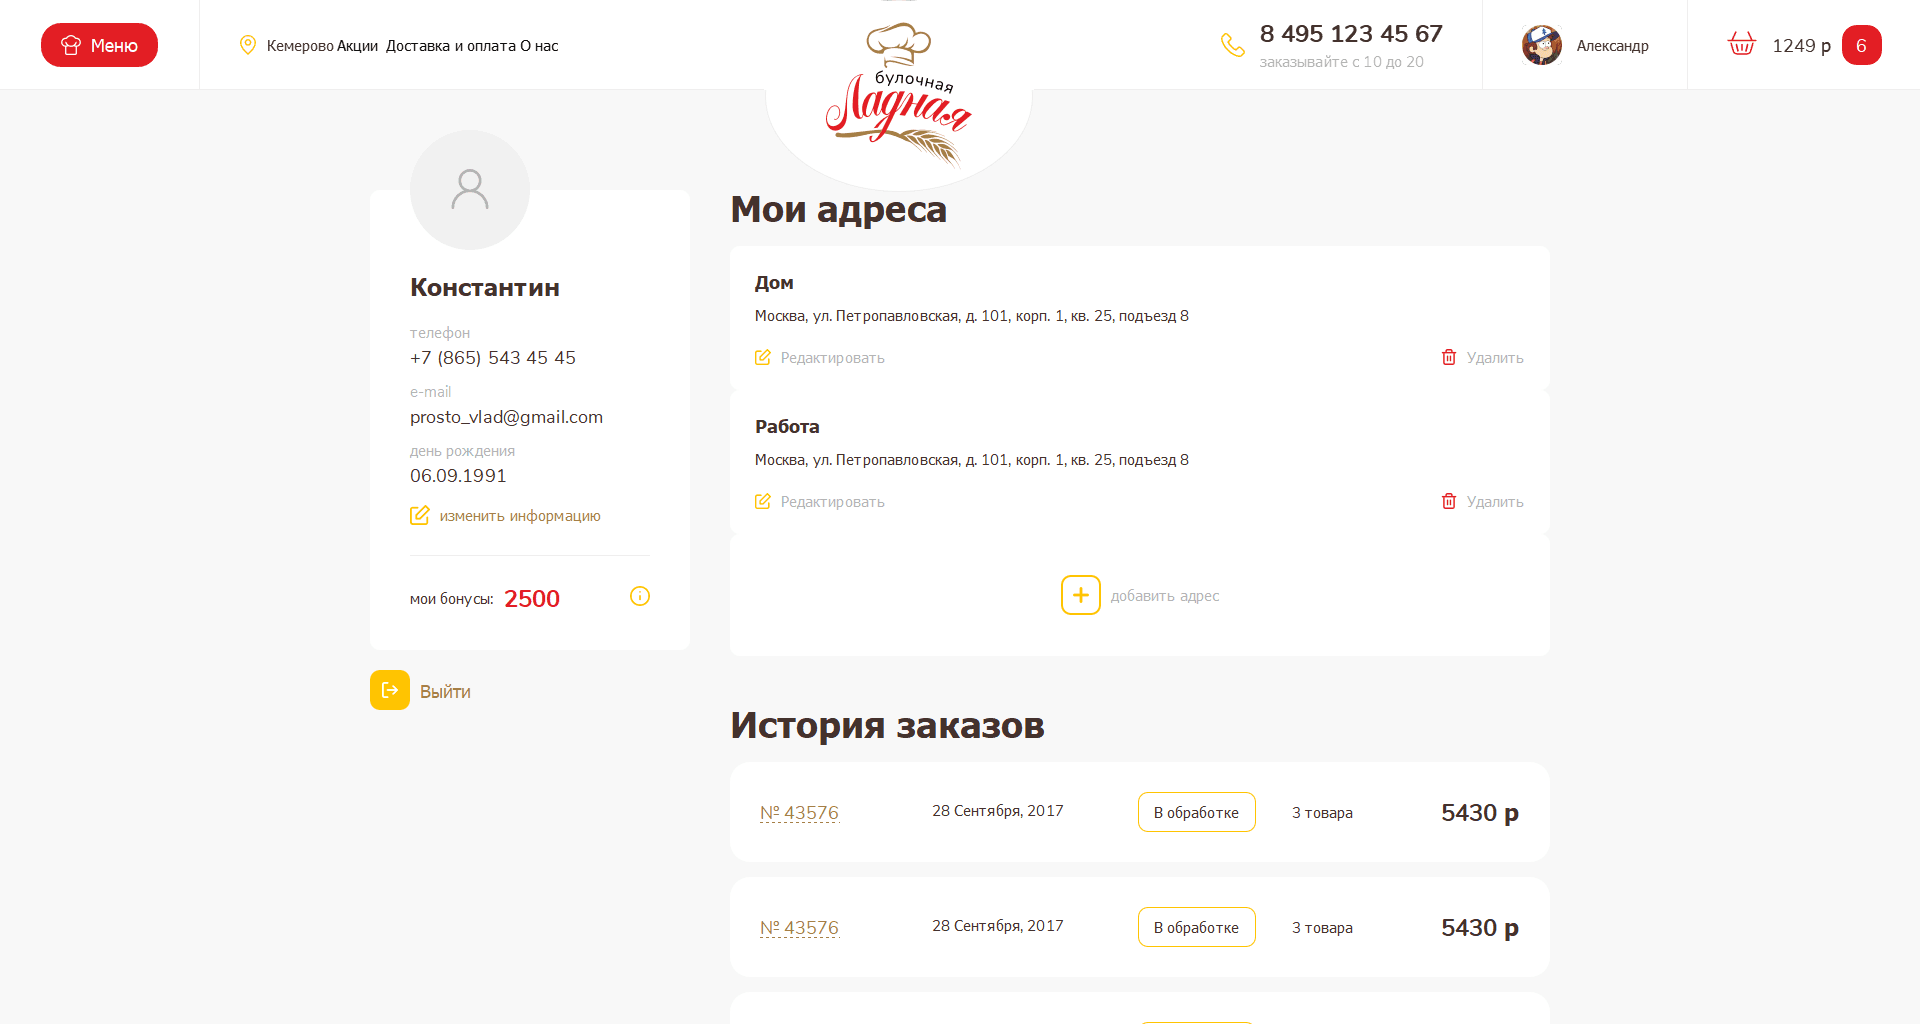 Меню
Кемерово Акции Доставка и оплата О нас
булочная
Ладная
8 495 123 45 67
заказывайте с 10 до 20
Александр
1249 р
6
Константин
телефон
+7 (865) 543 45 45
e-mail
prosto_vlad@gmail.com
день рождения
06.09.1991
изменить информацию
мои бонусы: 2500
Выйти
Мои адреса
Дом
Москва, ул. Петропавловская, д. 101, корп. 1, кв. 25, подъезд 8
Редактировать
Удалить
Работа
Москва, ул. Петропавловская, д. 101, корп. 1, кв. 25, подъезд 8
Редактировать
Удалить
добавить адрес
История заказов
№ 43576 28 Сентября, 2017 В обработке 3 товара 5430 р
№ 43576 28 Сентября, 2017 В обработке 3 товара 5430 р